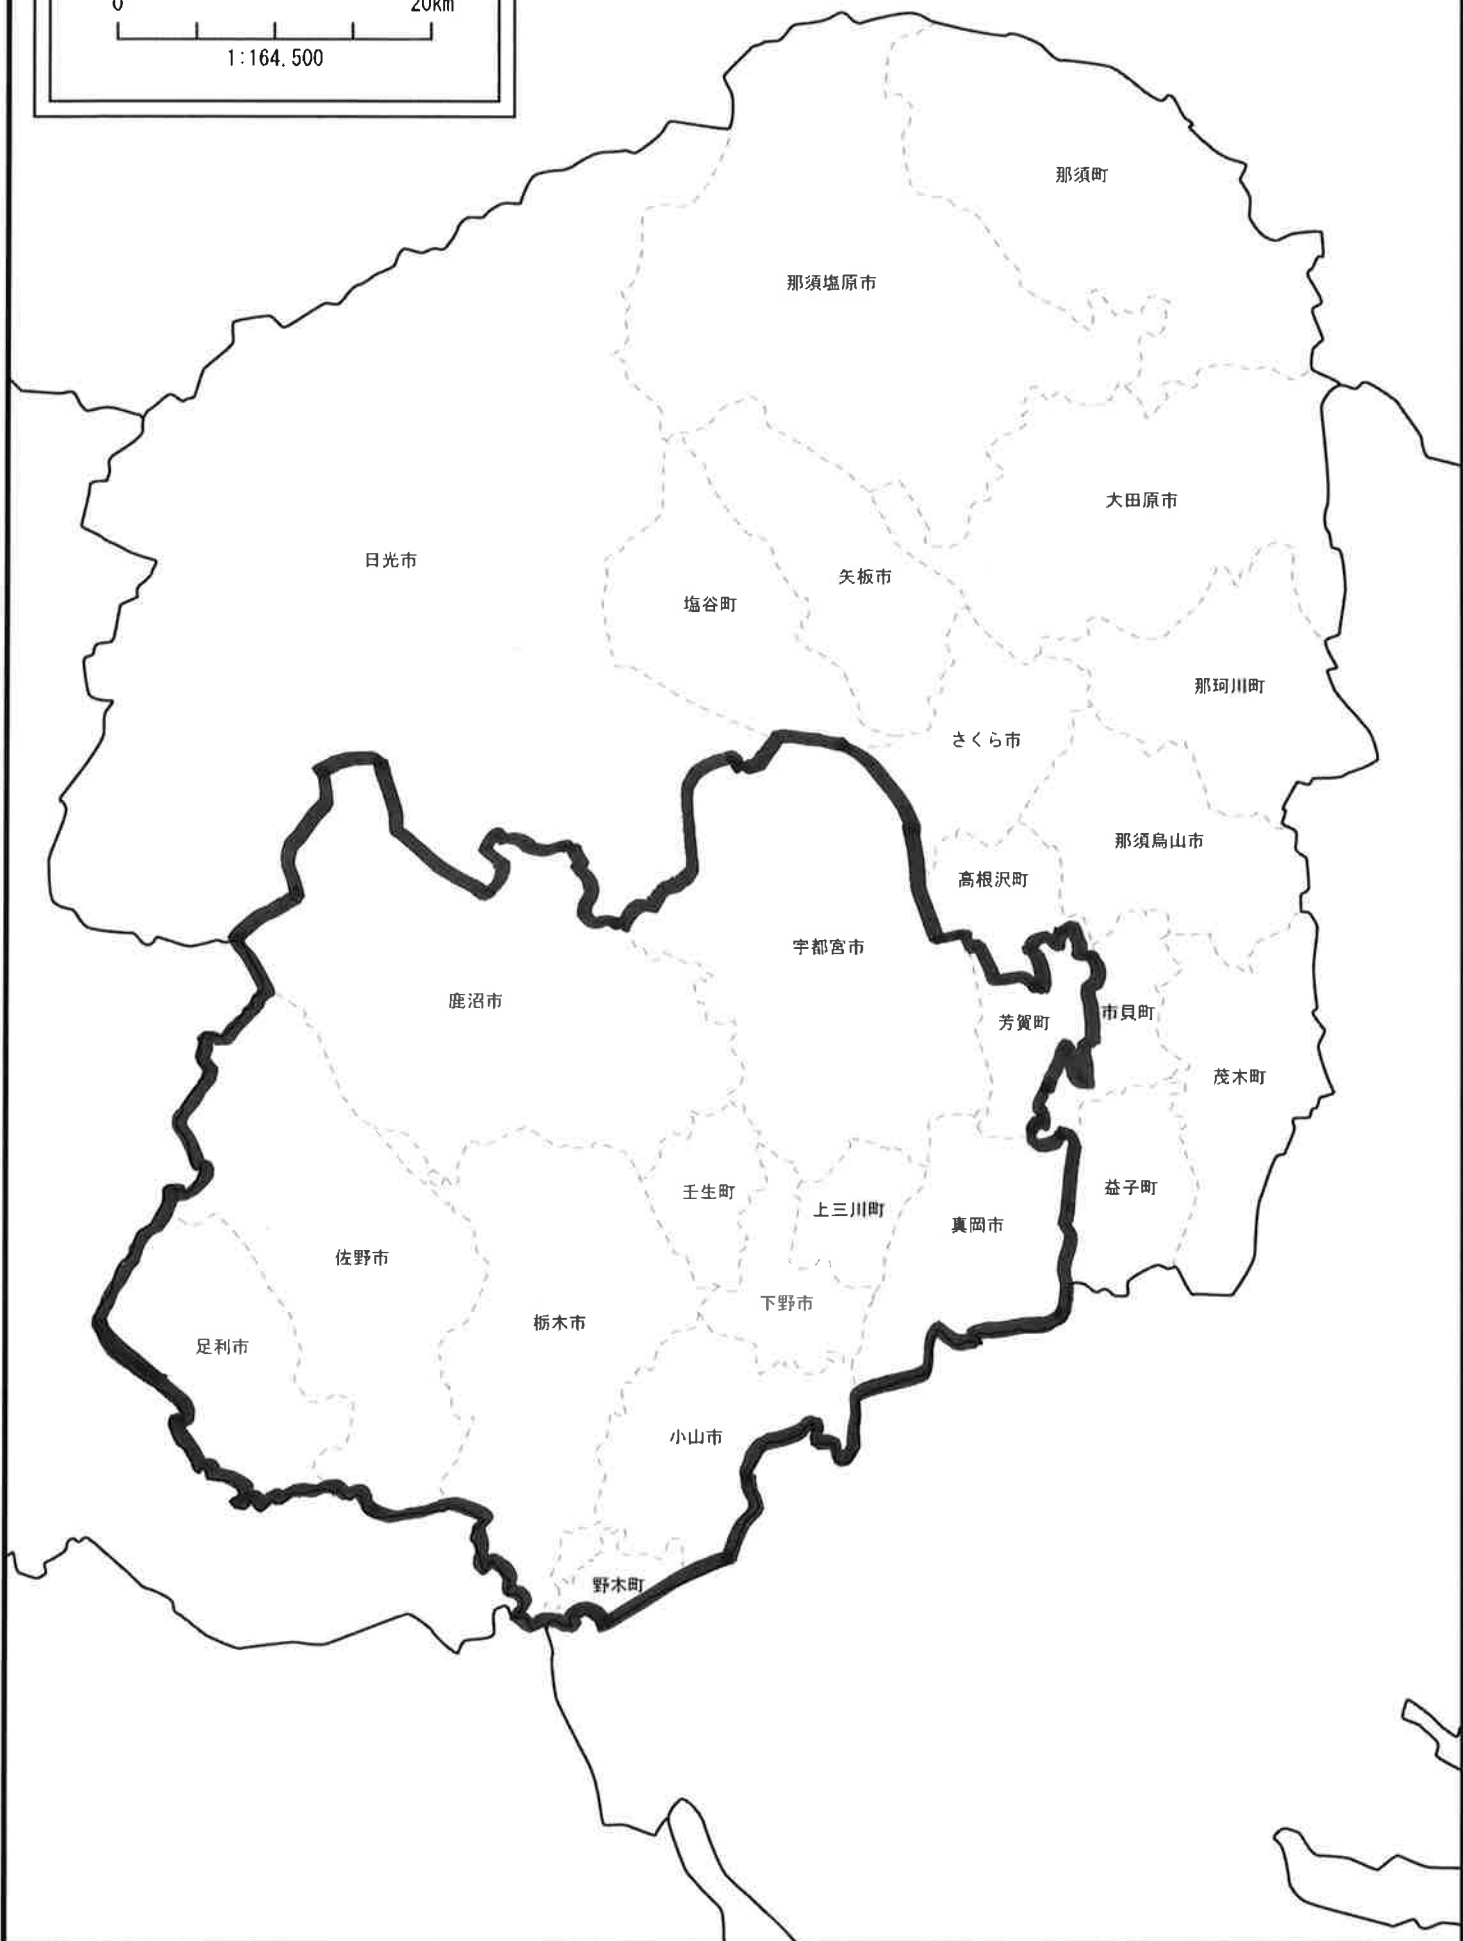 0 20km
1:164.500
那須町
那須塩原市
大田原市
日光市
矢板市
塩谷町
那珂川町
さくら市
那須烏山市
高根沢町
宇都宮市
鹿沼市
市貝町
芳賀町
茂木町
益子町
壬生町
上三川町
真岡市
佐野市
下野市
栃木市
足利市
小山市
野木町